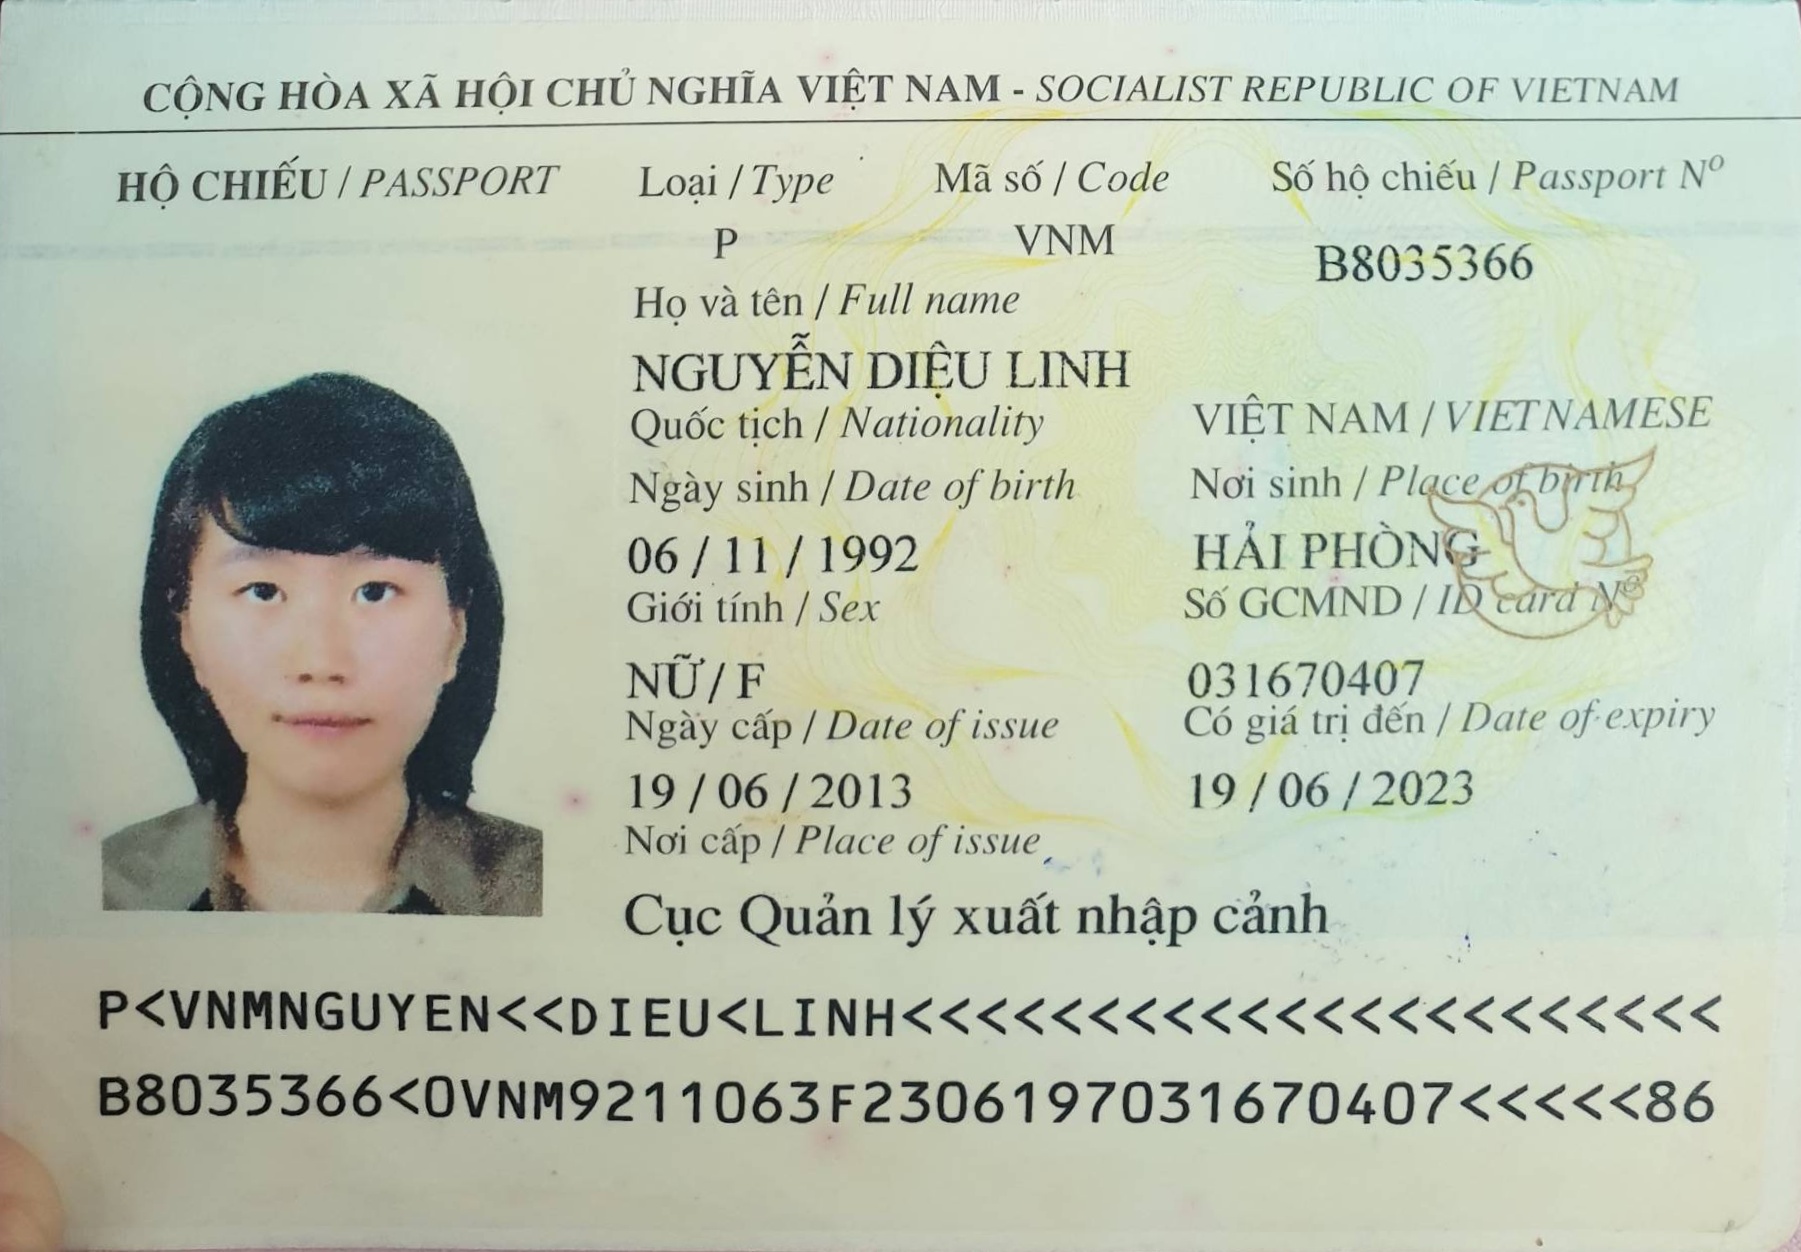 CỘNG HÒA XÃ HỘI CHỦ NGHĨA VIỆT NAM - SOCIALIST REPUBLIC OF VIETNAM
HỘ CHIẾU / PASSPORT Loại / Type Mã số / Code Số hộ chiếu / Passport Nº
P VNM B8035366
Họ và tên / Full name
NGUYỄN DIỆU LINH
Quốc tịch / Nationality VIỆT NAM / VIETNAMESE
Ngày sinh / Date of birth Nơi sinh / Place of birth
06 / 11 / 1992 HẢI PHÒNG
Giới tính / Sex Số GCMND / ID card Nº
NỮ / F 031670407
Ngày cấp / Date of issue Có giá trị đến / Date of expiry
19 / 06 / 2013 19 / 06 / 2023
Nơi cấp / Place of issue
Cục Quản lý xuất nhập cảnh
P<VNMNGUYEN<<DIEU<LINH<<<<<<<<<<<<<<<<<<<<<<
B8035366<0VNM9211063F2306197031670407<<<<<86